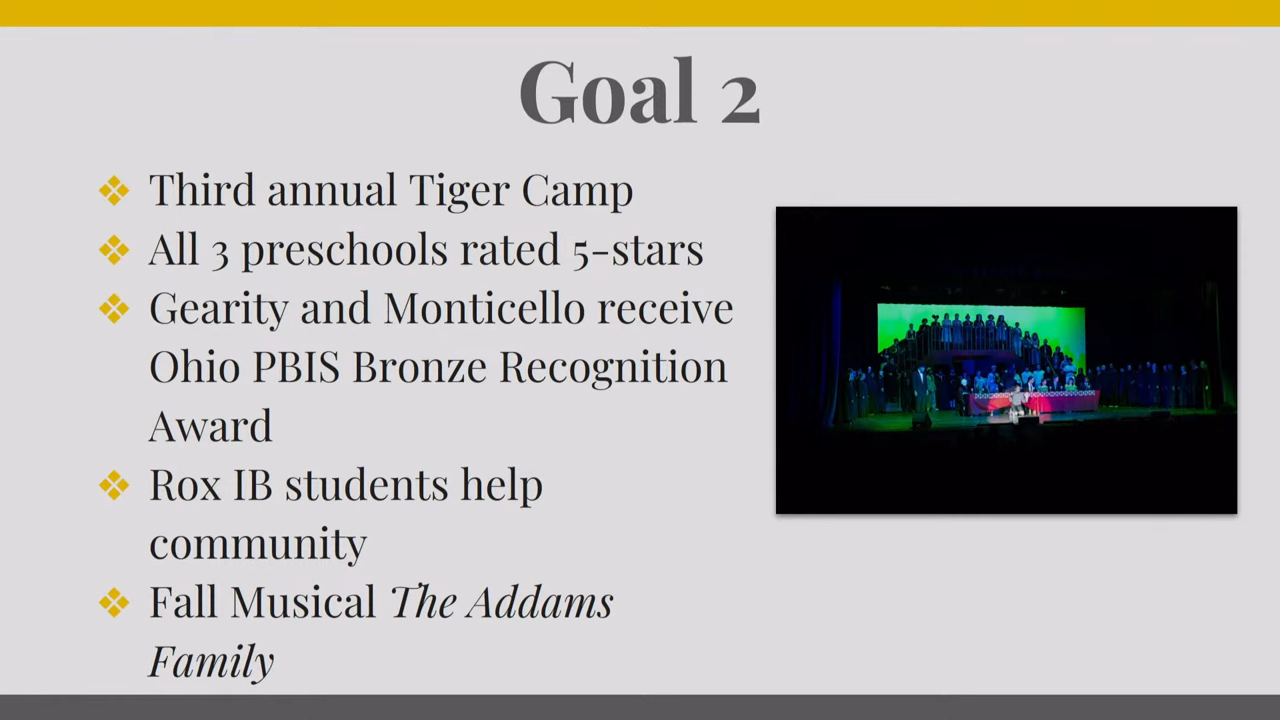 Goal 2
Third annual Tiger Camp
All 3 preschools rated 5-stars
Gearity and Monticello receive
Ohio PBIS Bronze Recognition
Award
Rox IB students help
community
Fall Musical The Addams
Family